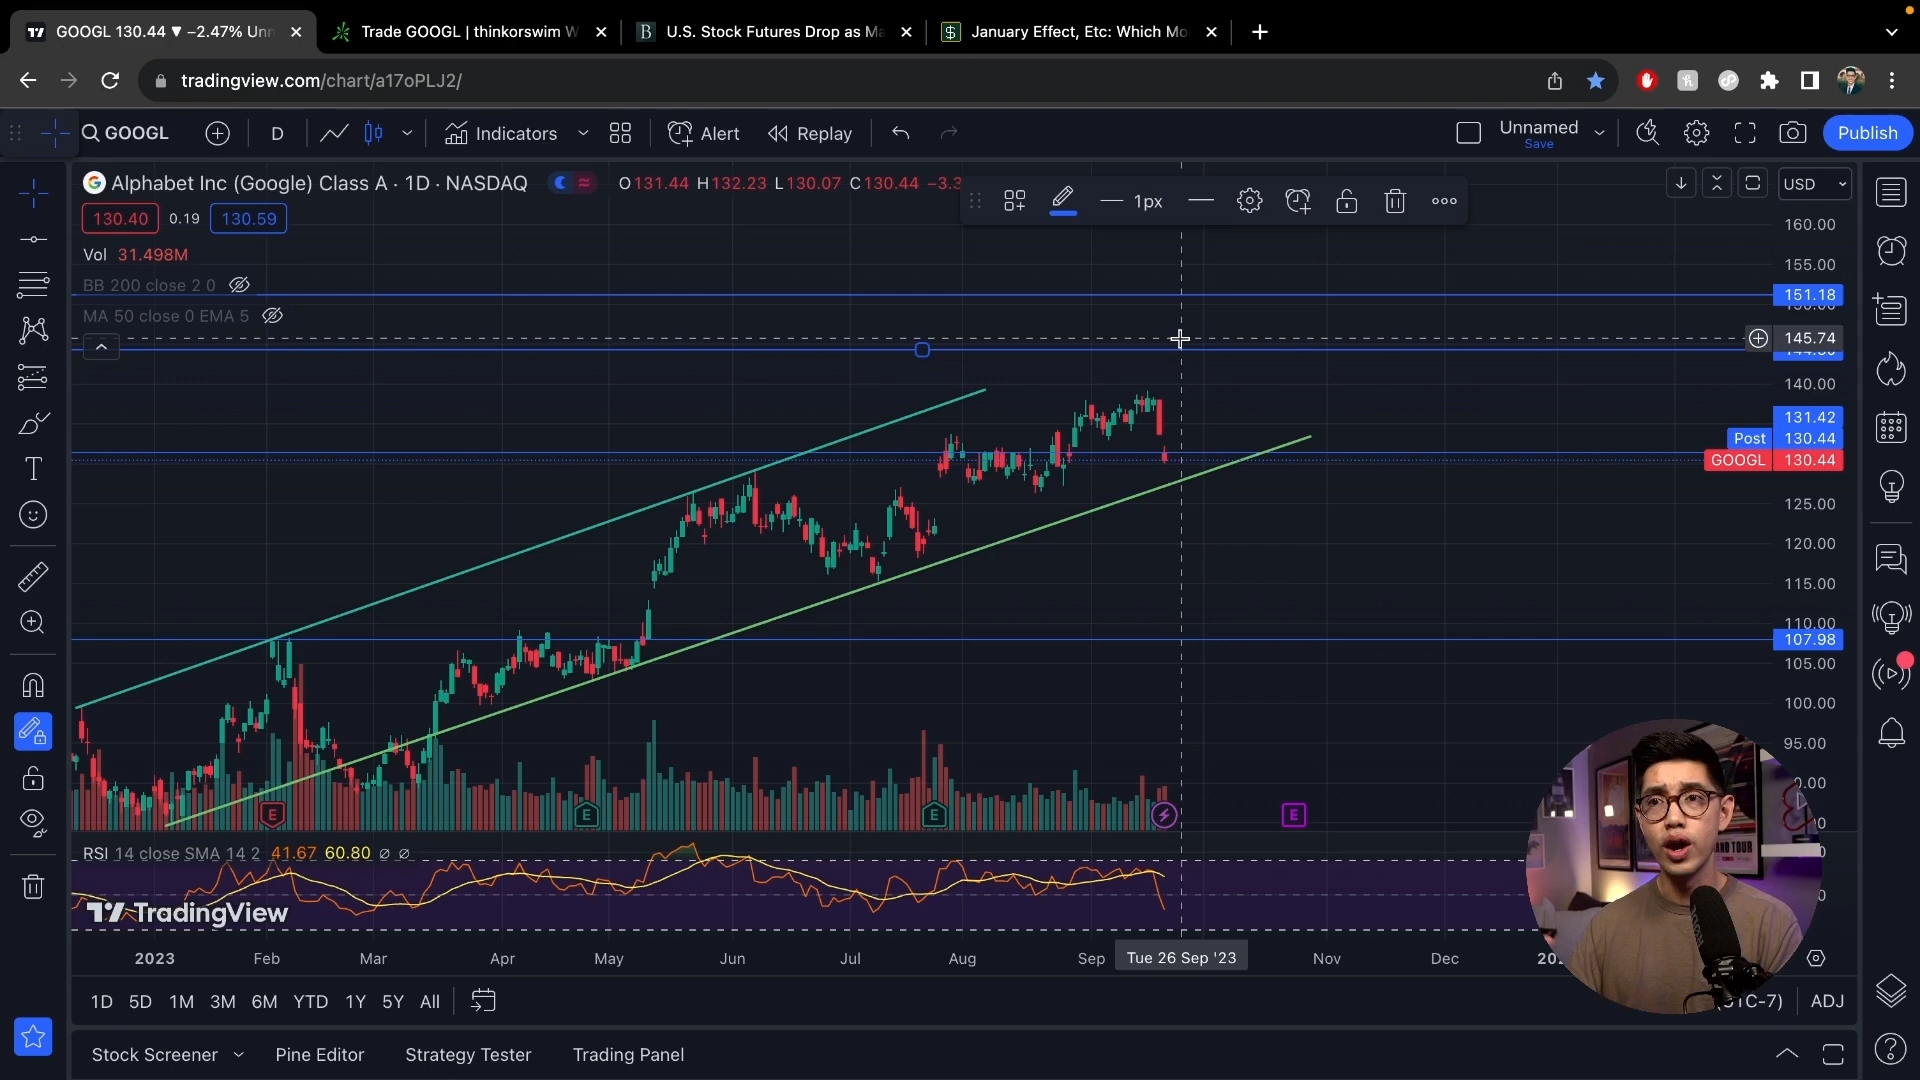 GOOGL 130.44 ▼ −2.47% Unn
Trade GOOGL | thinkorswim W
U.S. Stock Futures Drop as Ma
January Effect, Etc: Which Mo
tradingview.com/chart/a17oPLJ2/
GOOGL D Indicators Alert Replay Unnamed Save Publish
Alphabet Inc (Google) Class A · 1D · NASDAQ O131.44 H132.23 L130.07 C130.44 −3.3
1px
USD
130.40 0.19 130.59
Vol 31.498M
BB 200 close 2 0
MA 50 close 0 EMA 5
160.00
155.00
151.18
145.74
140.00
131.42
Post 130.44
GOOGL 130.44
125.00
120.00
115.00
110.00
107.98
105.00
100.00
95.00
E E E E
RSI 14 close SMA 14 2 41.67 60.80 ∅ ∅
TradingView
GRAND TOUR
2023 Feb Mar Apr May Jun Jul Aug Sep Tue 26 Sep '23 Nov Dec
1D 5D 1M 3M 6M YTD 1Y 5Y All ADJ
Stock Screener Pine Editor Strategy Tester Trading Panel